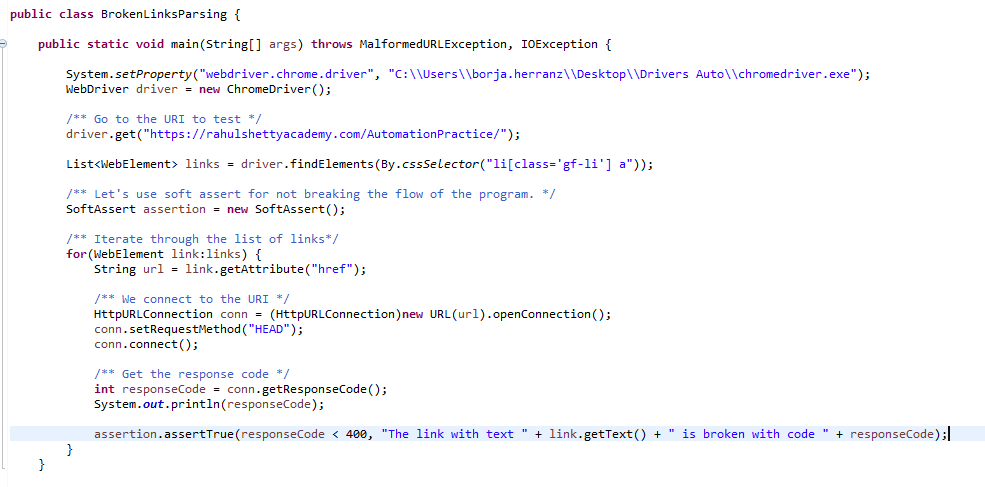 public class BrokenLinksParsing {
public static void main(String[] args) throws MalformedURLException, IOException {
System.setProperty("webdriver.chrome.driver", "C:\\Users\\borja.herranz\\Desktop\\Drivers Auto\\chromedriver.exe");
WebDriver driver = new ChromeDriver();
/** Go to the URI to test */
driver.get("https://rahulshettyacademy.com/AutomationPractice/");
List<WebElement> links = driver.findElements(By.cssSelector("li[class='gf-li'] a"));
/** Let's use soft assert for not breaking the flow of the program. */
SoftAssert assertion = new SoftAssert();
/** Iterate through the list of links*/
for(WebElement link:links) {
String url = link.getAttribute("href");
/** We connect to the URI */
HttpURLConnection conn = (HttpURLConnection)new URL(url).openConnection();
conn.setRequestMethod("HEAD");
conn.connect();
/** Get the response code */
int responseCode = conn.getResponseCode();
System.out.println(responseCode);
assertion.assertTrue(responseCode < 400, "The link with text " + link.getText() + " is broken with code " + responseCode);
}
}